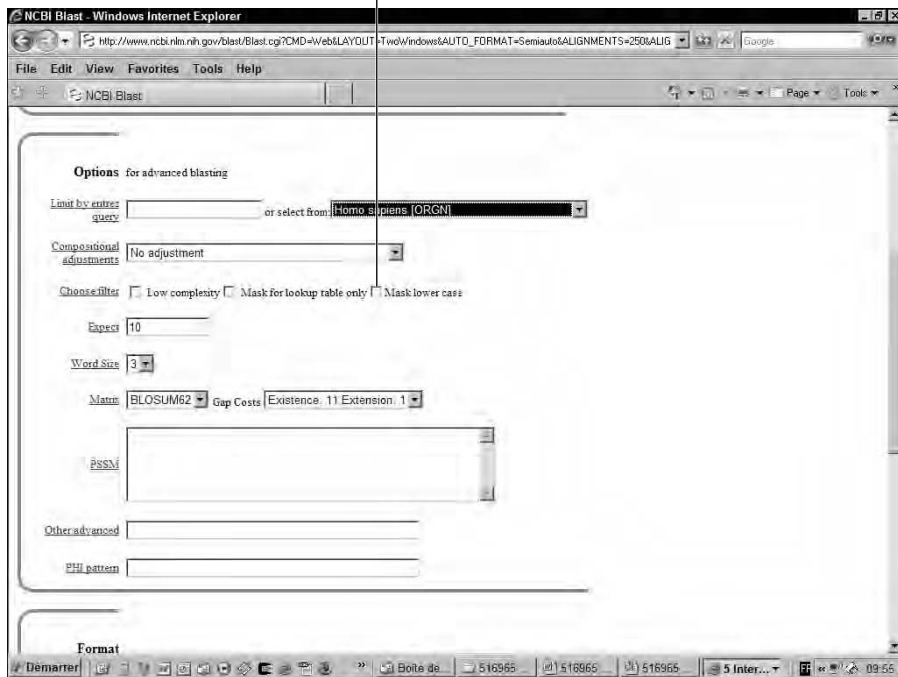 NCBI Blast - Windows Internet Explorer
http://www.ncbi.nlm.nih.gov/blast/Blast.cgi?CMD=Web&LAYOUT=TwoWindows&AUTO_FORMAT=Semiauto&ALIGNMENTS=250&ALIG Google
File Edit View Favorites Tools Help
NCBI Blast Page Tools
Options for advanced blasting
Limit by entrez query or select from: Homo sapiens [ORGN]
Compositional adjustments No adjustment
Choose filter Low complexity Mask for lookup table only Mask lower case
Expect 10
Word Size 3
Matrix BLOSUM62 Gap Costs Existence. 11 Extension. 1
PSSM
Other advanced
PHI pattern
Format
Démarrer » Boîte de... 516965... 516965... 516965... 5 Inter... FR « 09:55